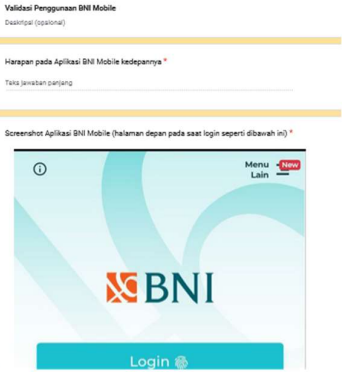 Validasi Penggunaan BNI Mobile
Deskripsi (opsional)
Harapan pada Aplikasi BNI Mobile kedepannya *
Teks jawaban panjang
Screenshot Aplikasi BNI Mobile (halaman depan pada saat login seperti dibawah ini) *
Menu New
Lain
BNI
Login